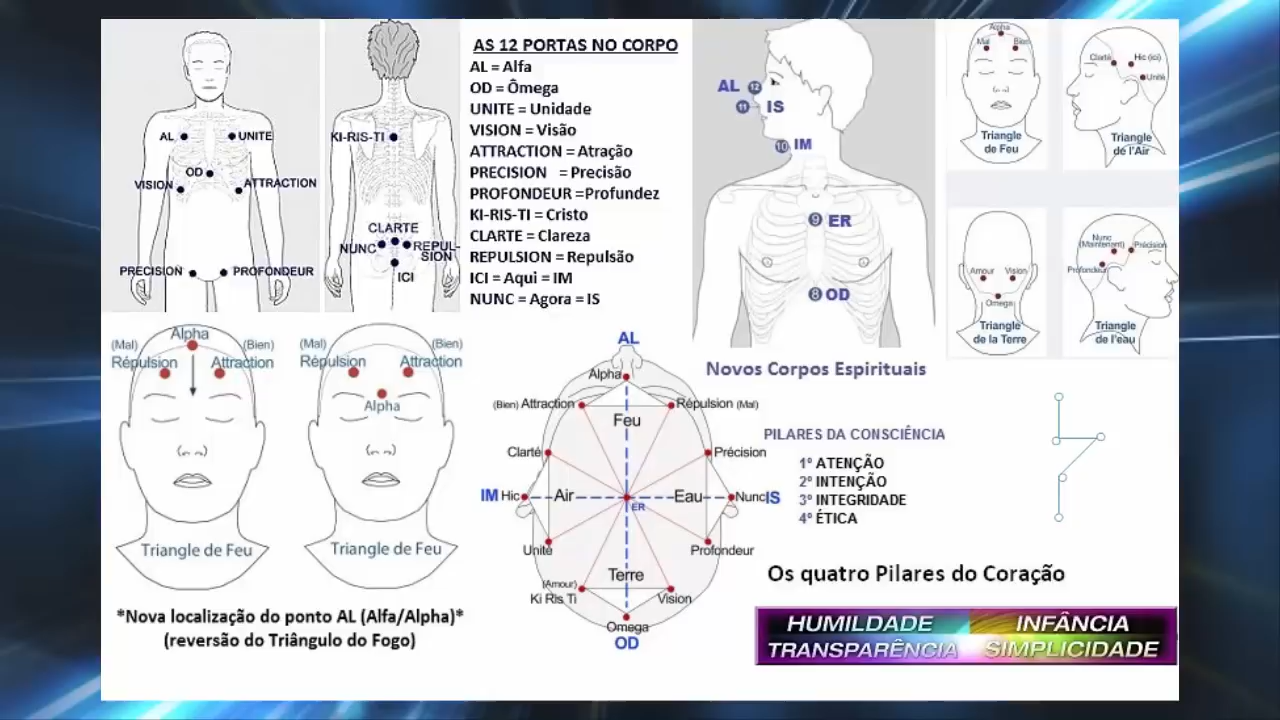 AL
UNITE
OD
VISION
ATTRACTION
PRECISION
PROFONDEUR
KI-RIS-TI
CLARTE
NUNC
REPUL-
SION
ICI
AS 12 PORTAS NO CORPO
AL = Alfa
OD = Ômega
UNITE = Unidade
VISION = Visão
ATTRACTION = Atração
PRECISION = Precisão
PROFONDEUR =Profundez
KI-RIS-TI = Cristo
CLARTE = Clareza
REPULSION = Repulsão
ICI = Aqui = IM
NUNC = Agora = IS
AL 12
11 IS
10 IM
9 ER
8 OD
Alpha
Mal
Bien
Triangle
de Feu
Clarté
Hic (ici)
Unité
Triangle
de l'Air
Amour
Vision
Omega
Triangle
de la Terre
Nunc
(Maintenant)
Précision
Profondeur
Triangle
de l'eau
Alpha
(Mal)
(Bien)
Répulsion
Attraction
Triangle de Feu
(Mal)
(Bien)
Répulsion
Attraction
Alpha
Triangle de Feu
*Nova localização do ponto AL (Alfa/Alpha)*
(reversão do Triângulo do Fogo)
AL
Alpha
(Bien) Attraction
Répulsion (Mal)
Feu
Clarté
Précision
IM Hic
Air
Eau
Nunc IS
ER
Unité
Profondeur
Terre
(Amour)
Ki Ris Ti
Vision
Omega
OD
Novos Corpos Espirituais
PILARES DA CONSCIÊNCIA
1º ATENÇÃO
2º INTENÇÃO
3º INTEGRIDADE
4º ÉTICA
Os quatro Pilares do Coração
HUMILDADE INFÂNCIA
TRANSPARÊNCIA SIMPLICIDADE